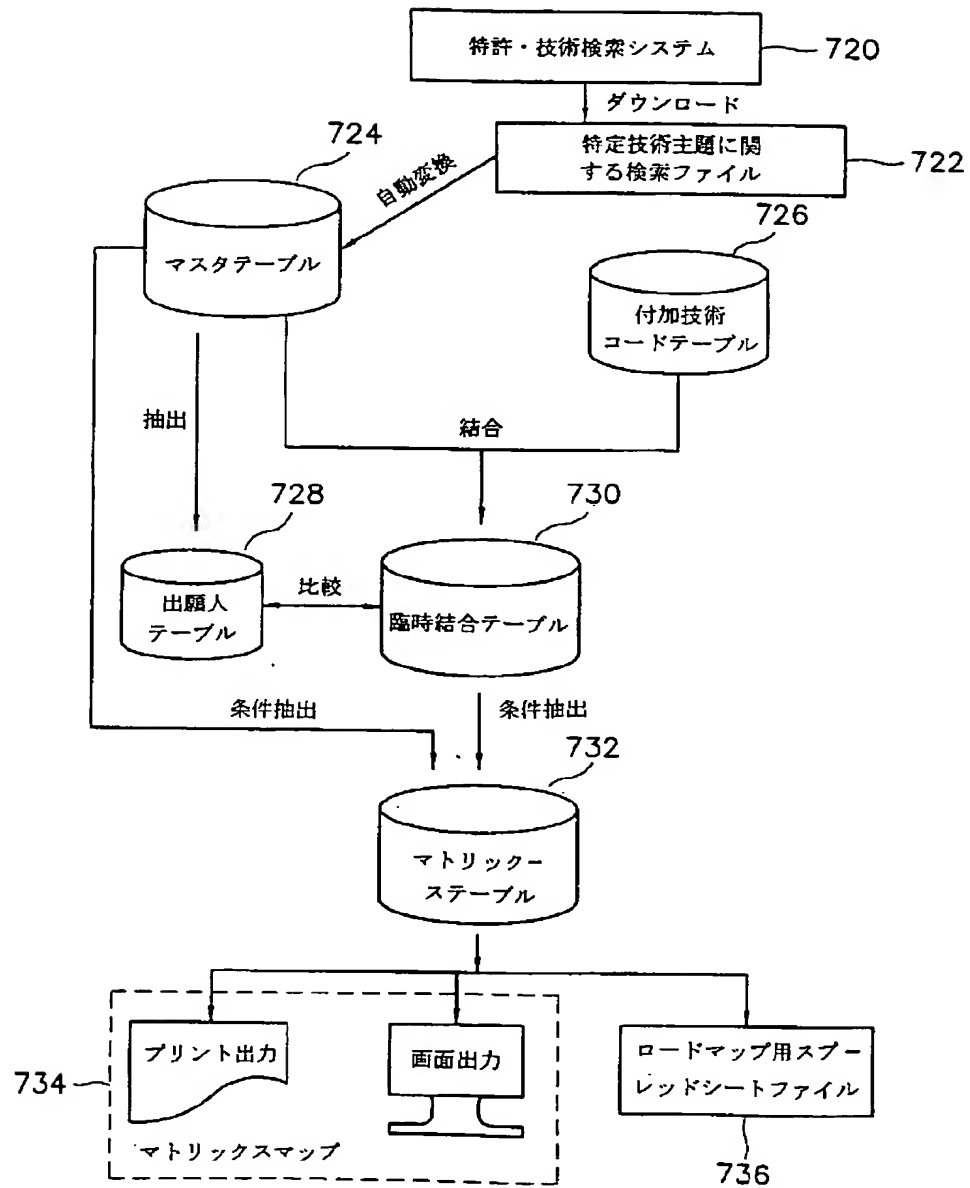 特許・技術検索システム
720
ダウンロード
特定技術主題に関
する検索ファイル
722
724
自動変換
マスタテーブル
726
付加技術
コードテーブル
抽出
結合
728
730
出願人
テーブル
比較
臨時結合テーブル
条件抽出
条件抽出
732
マトリックー
ステーブル
プリント出力
画面出力
ロードマップ用スプー
レッドシートファイル
734
マトリックスマップ
736